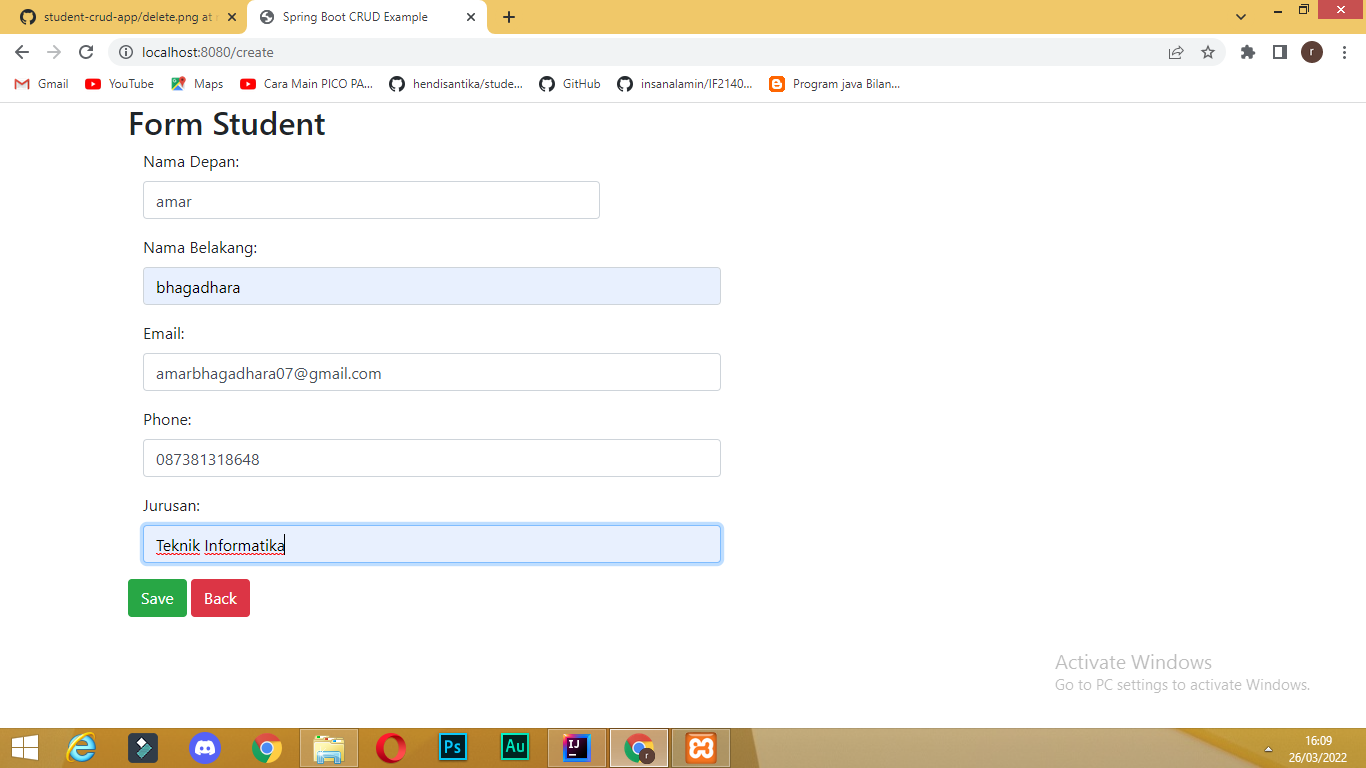 student-crud-app/delete.png at
Spring Boot CRUD Example
localhost:8080/create
r
Gmail
YouTube
Maps
Cara Main PICO PA...
hendisantika/stude...
GitHub
insanalamin/IF2140...
Program java Bilan...
Form Student
Nama Depan:
amar
Nama Belakang:
bhagadhara
Email:
amarbhagadhara07@gmail.com
Phone:
087381318648
Jurusan:
Teknik Informatika
Save Back
Activate Windows
Go to PC settings to activate Windows.
Ps
Au
IJ
r
16:09
26/03/2022